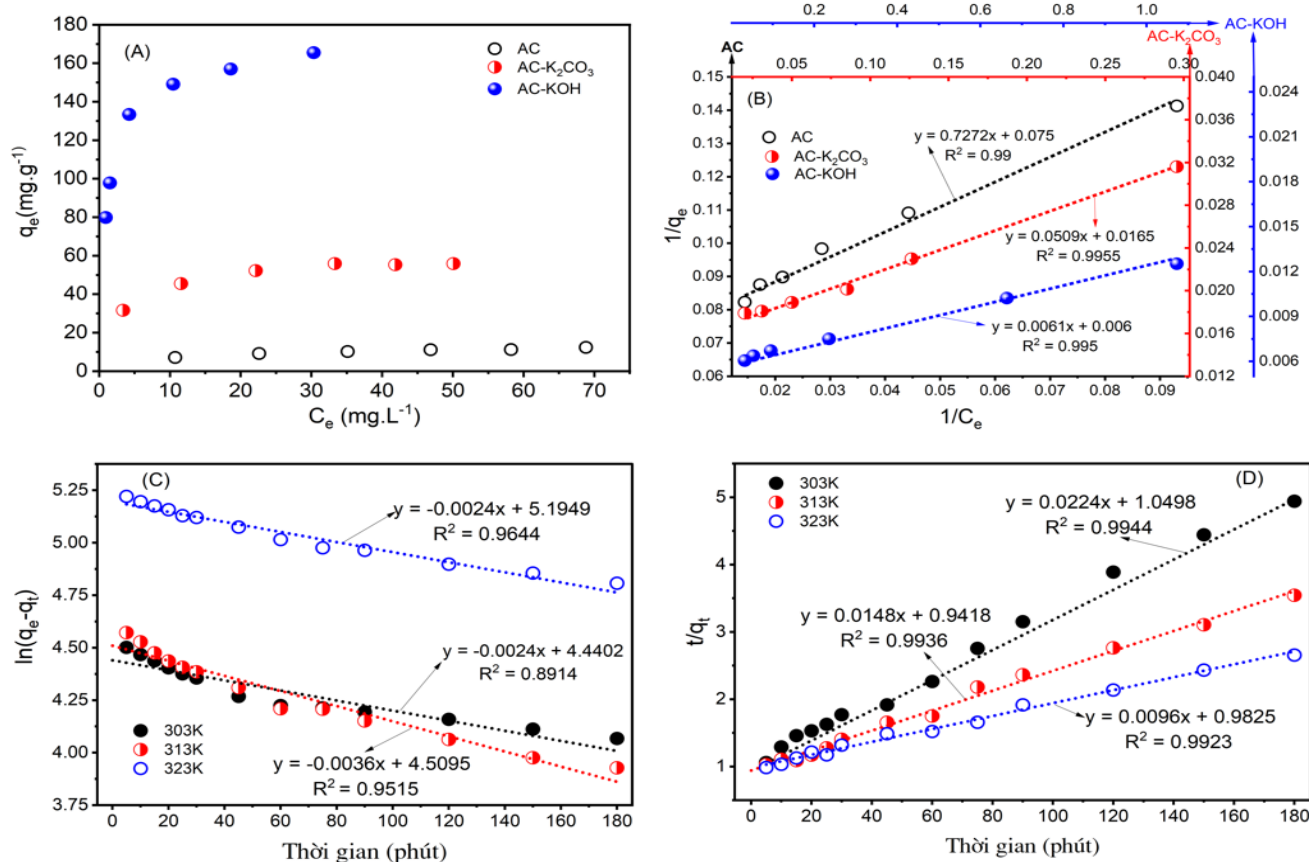 (A)
180
160
140
120
100
80
60
40
20
0
qₑ(mg.g⁻¹)
AC
AC-K₂CO₃
AC-KOH
0 10 20 30 40 50 60 70
Cₑ (mg.L⁻¹)
0.0 0.2 0.4 0.6 0.8 1.0
AC-KOH
AC
AC-K₂CO₃
0.05 0.10 0.15 0.20 0.25 0.30
(B)
0.15
0.14
0.13
0.12
0.11
0.10
0.09
0.08
0.07
0.06
1/qₑ
AC
AC-K₂CO₃
AC-KOH
y = 0.7272x + 0.075
R² = 0.99
y = 0.0509x + 0.0165
R² = 0.9955
y = 0.0061x + 0.006
R² = 0.995
0.040
0.036
0.032
0.028
0.024
0.020
0.016
0.012
0.024
0.021
0.018
0.015
0.012
0.009
0.006
0.02 0.03 0.04 0.05 0.06 0.07 0.08 0.09
1/Cₑ
(C)
5.25
5.00
4.75
4.50
4.25
4.00
3.75
ln(qₑ-qₜ)
y = -0.0024x + 5.1949
R² = 0.9644
y = -0.0024x + 4.4402
R² = 0.8914
y = -0.0036x + 4.5095
R² = 0.9515
303K
313K
323K
0 20 40 60 80 100 120 140 160 180
Thời gian (phút)
(D)
5
4
3
2
1
t/qₜ
303K
313K
323K
y = 0.0224x + 1.0498
R² = 0.9944
y = 0.0148x + 0.9418
R² = 0.9936
y = 0.0096x + 0.9825
R² = 0.9923
0 20 40 60 80 100 120 140 160 180
Thời gian (phút)